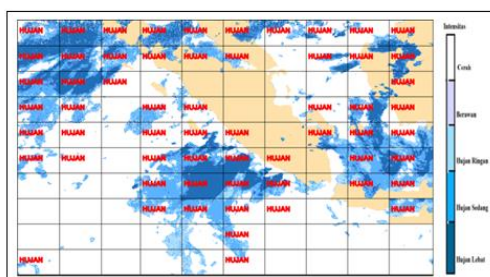 HUJAN HUJAN HUJAN HUJAN HUJAN HUJAN HUJAN HUJAN HUJAN HUJAN
HUJAN HUJAN HUJAN HUJAN HUJAN HUJAN HUJAN HUJAN HUJAN
HUJAN HUJAN HUJAN HUJAN
HUJAN HUJAN HUJAN HUJAN HUJAN HUJAN HUJAN
HUJAN HUJAN HUJAN HUJAN HUJAN HUJAN HUJAN HUJAN
HUJAN HUJAN HUJAN HUJAN HUJAN HUJAN HUJAN HUJAN
HUJAN HUJAN HUJAN HUJAN HUJAN HUJAN
HUJAN HUJAN HUJAN HUJAN HUJAN
HUJAN
HUJAN HUJAN
Intensitas
Cerah
Berawan
Hujan Ringan
Hujan Sedang
Hujan Lebat